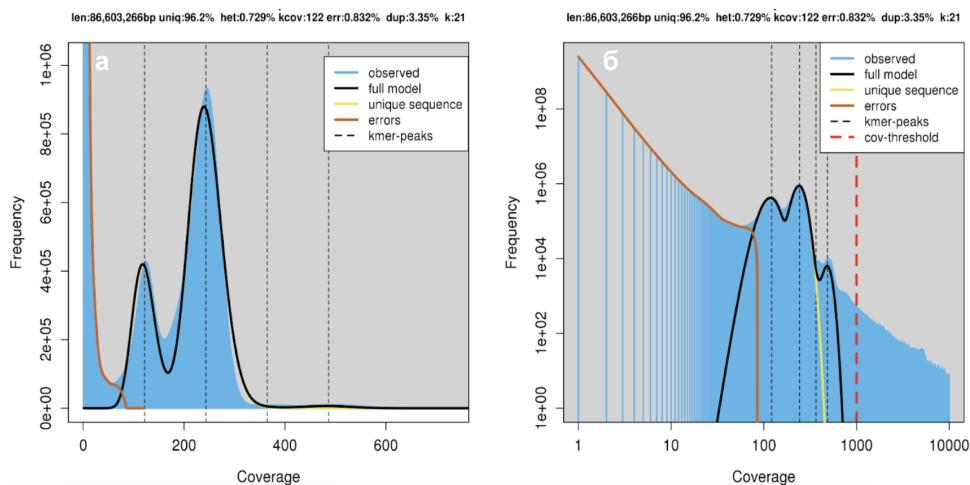 len:86,603,266bp uniq:96.2% het:0.729% kcov:122 err:0.832% dup:3.35% k:21
а
observed
full model
unique sequence
errors
kmer-peaks
Frequency
0e+00 2e+05 4e+05 6e+05 8e+05 1e+06
0 200 400 600
Coverage
len:86,603,266bp uniq:96.2% het:0.729% kcov:122 err:0.832% dup:3.35% k:21
б
observed
full model
unique sequence
errors
kmer-peaks
cov-threshold
Frequency
1e+00 1e+02 1e+04 1e+06 1e+08
1 10 100 1000 10000
Coverage